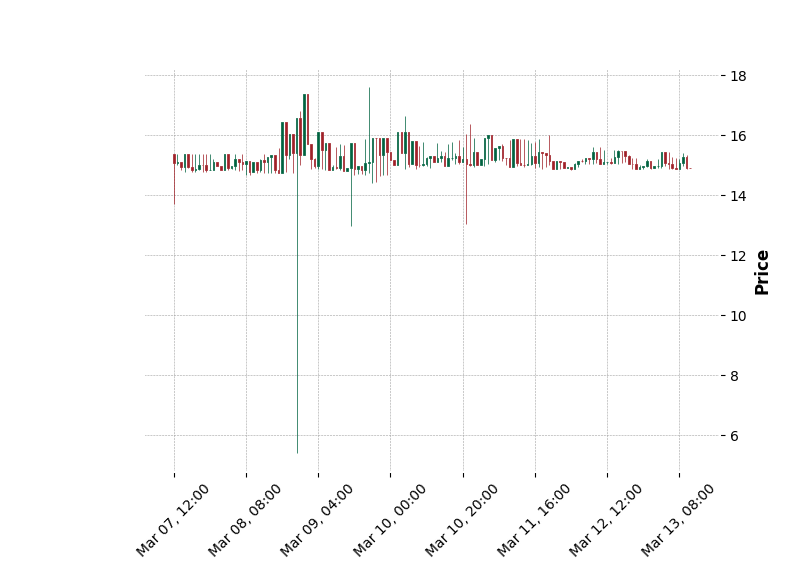 18
16
14
12
10
8
6
Price
Mar 07, 12:00
Mar 08, 08:00
Mar 09, 04:00
Mar 10, 00:00
Mar 10, 20:00
Mar 11, 16:00
Mar 12, 12:00
Mar 13, 08:00